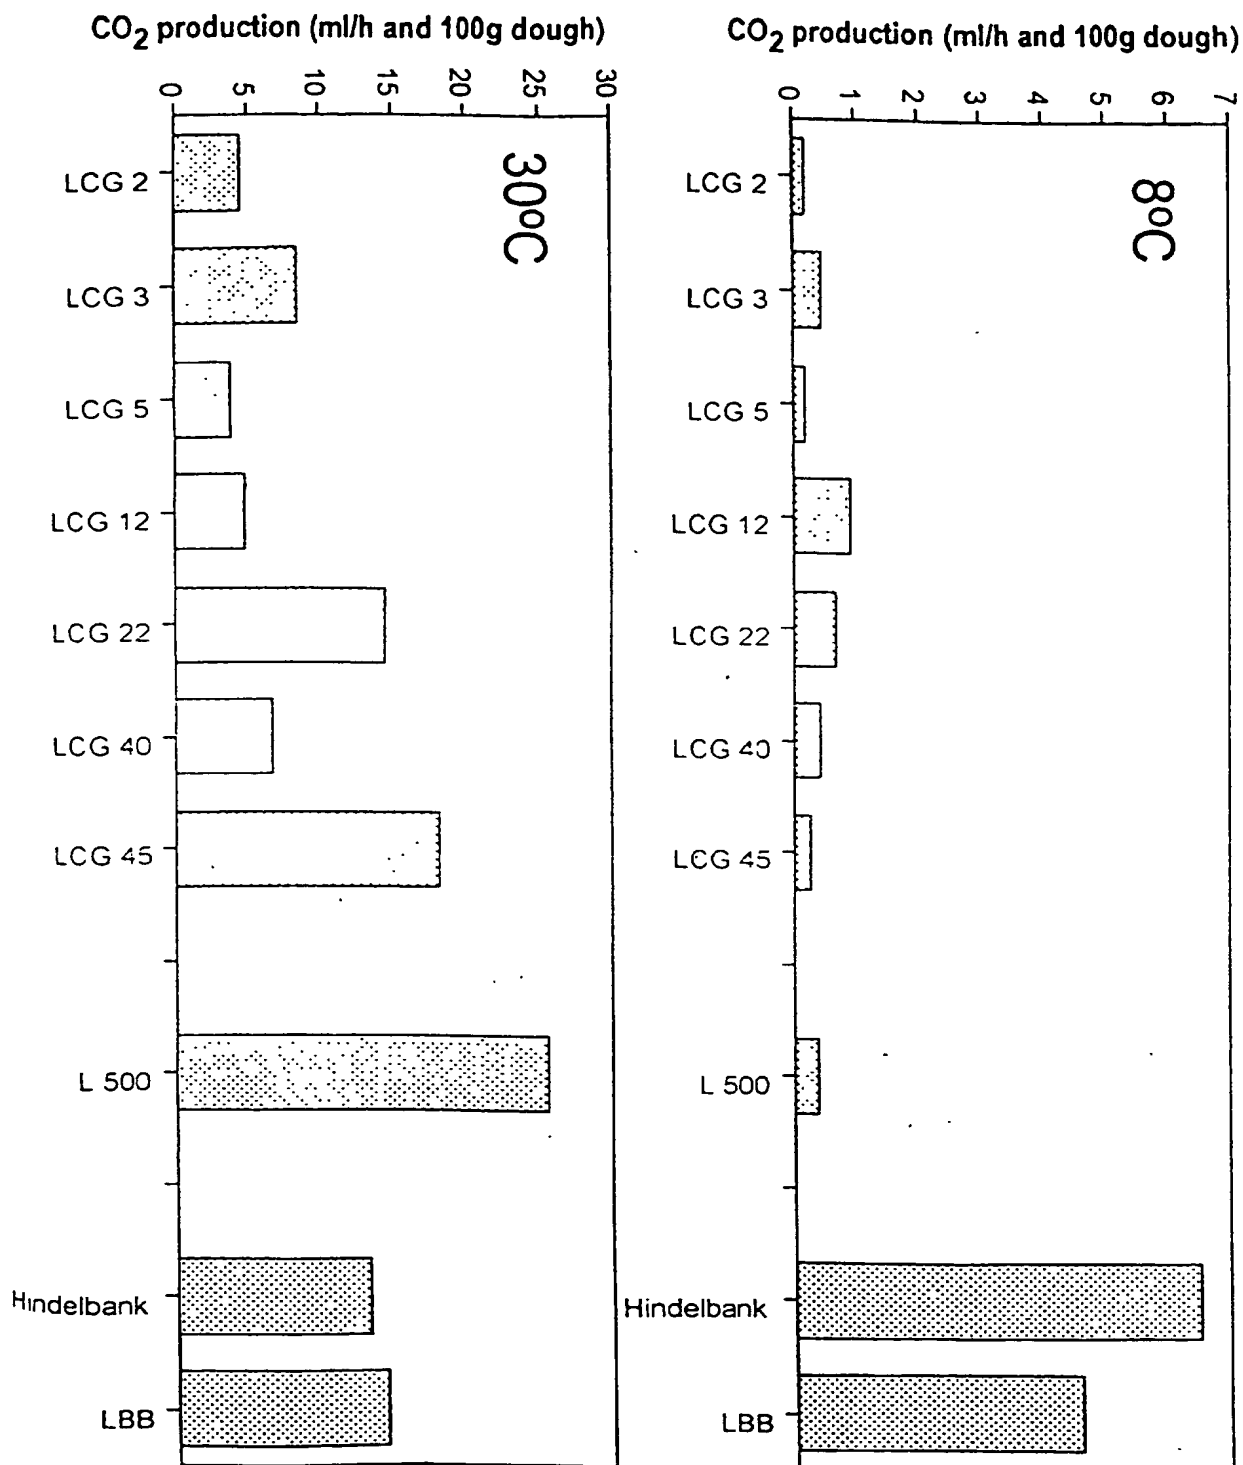 CO2 production (ml/h and 100g dough)
0 5 10 15 20 25 30
30ºC
LCG 2
LCG 3
LCG 5
LCG 12
LCG 22
LCG 40
LCG 45
L 500
Hindelbank
LBB
CO2 production (ml/h and 100g dough)
0 1 2 3 4 5 6 7
8ºC
LCG 2
LCG 3
LCG 5
LCG 12
LCG 22
LCG 40
LCG 45
L 500
Hindelbank
LBB